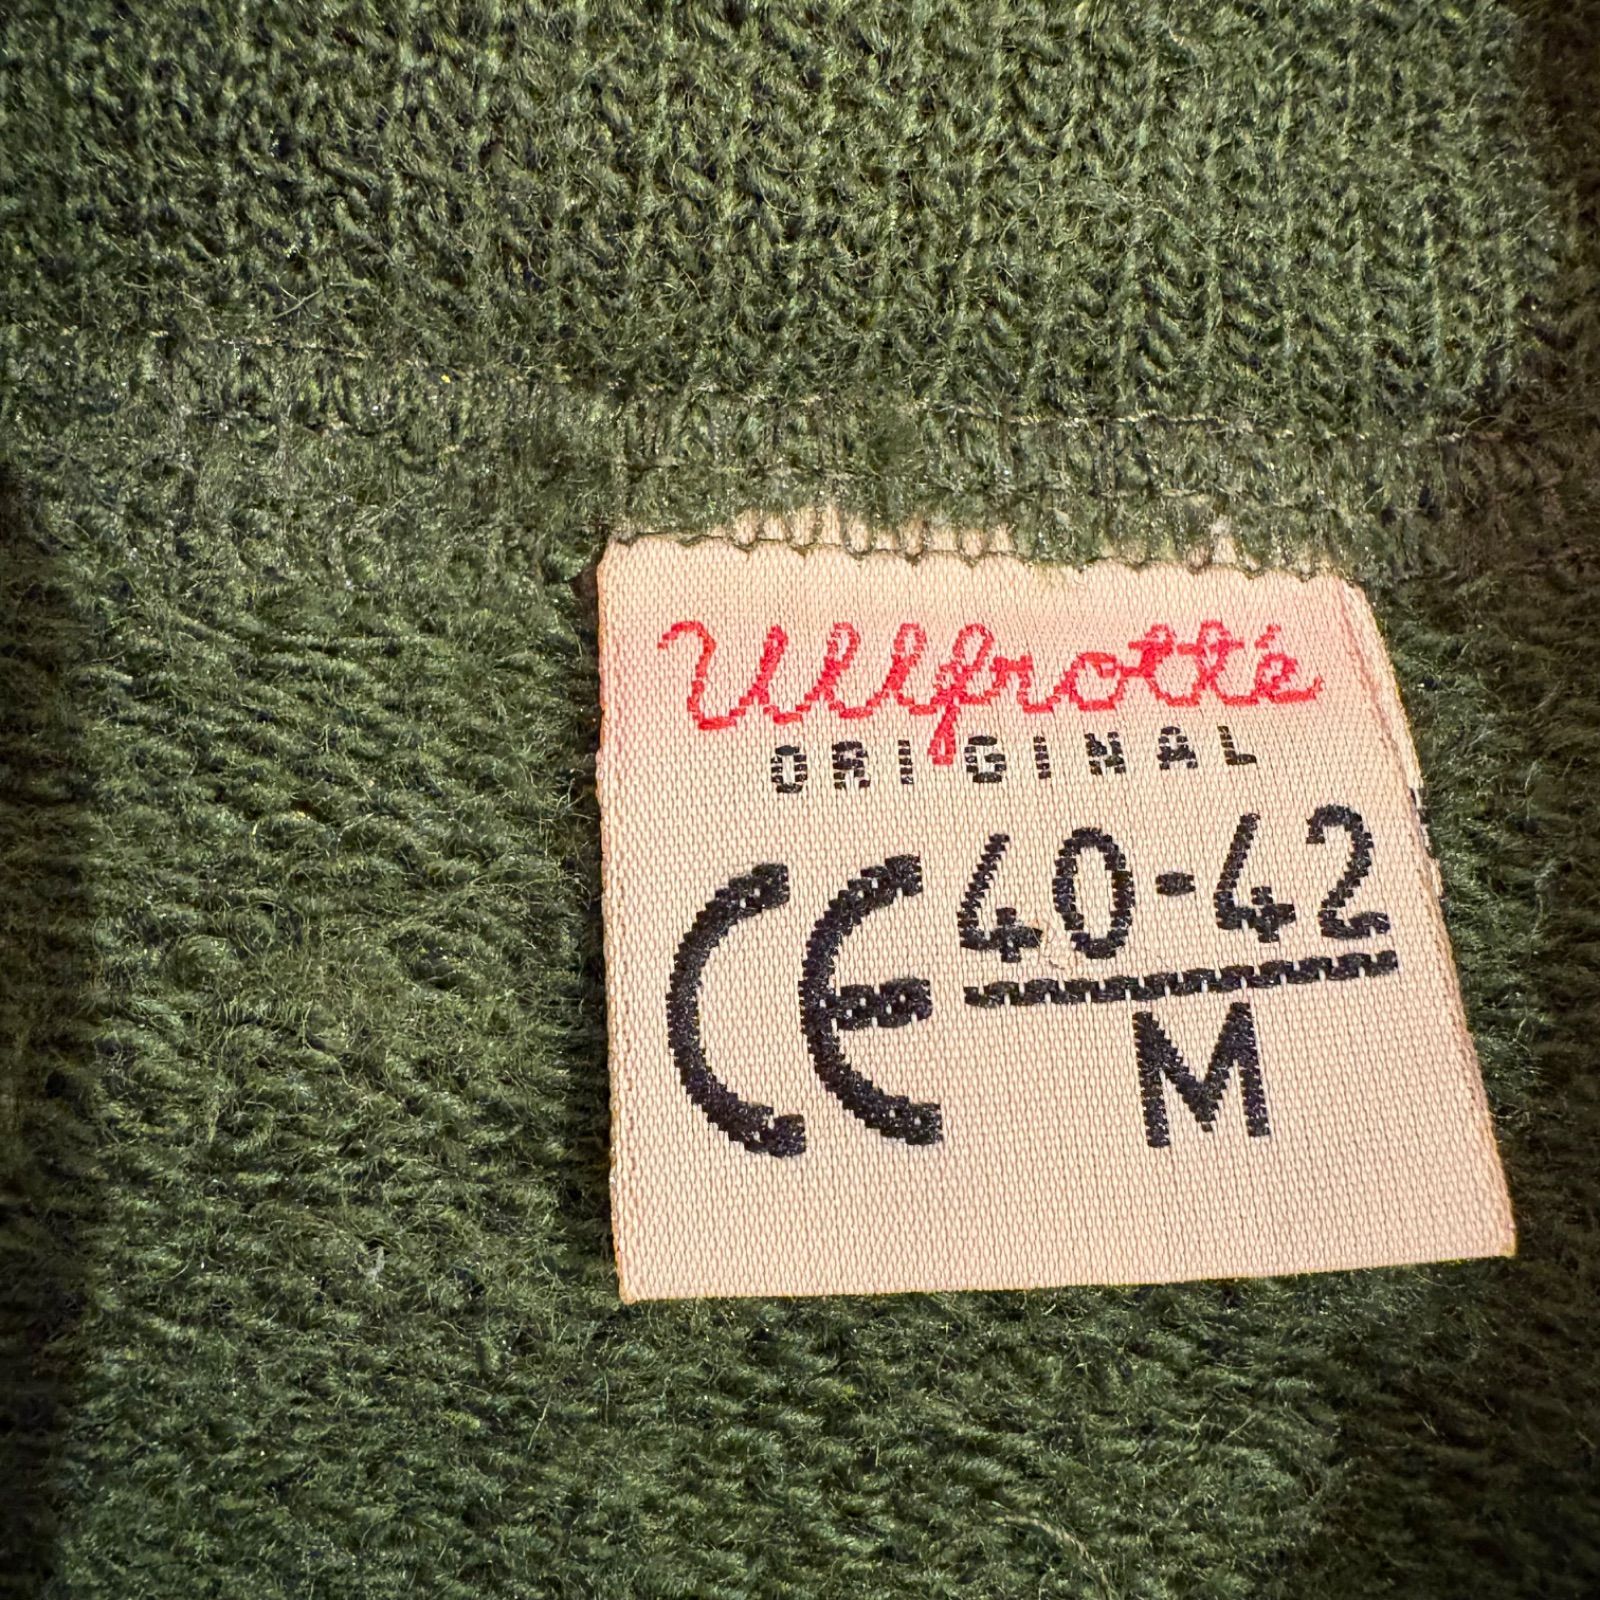 Ullfrotté
ORIGINAL
CE 40-42
M